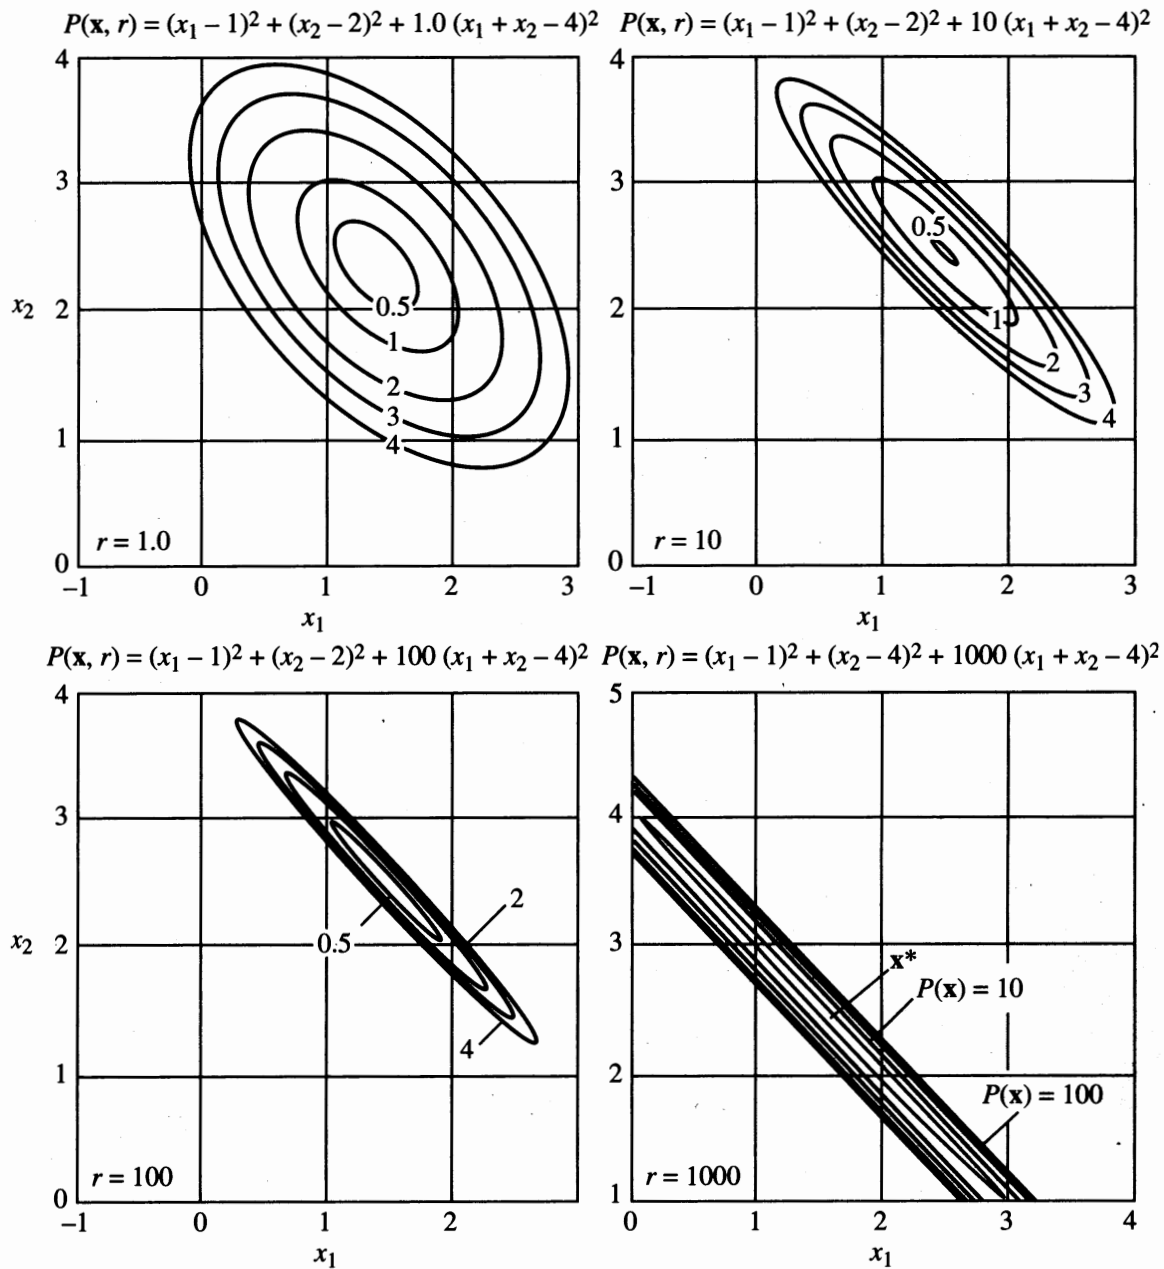 P(x, r) = (x₁ – 1)² + (x₂ – 2)² + 1.0 (x₁ + x₂ – 4)²
4
3
x₂
2
1
0
0.5
1
2
3
4
r = 1.0
–1 0 1 2 3
x₁
P(x, r) = (x₁ – 1)² + (x₂ – 2)² + 10 (x₁ + x₂ – 4)²
4
3
2
1
0
0.5
1
2
3
4
r = 10
–1 0 1 2 3
x₁
P(x, r) = (x₁ – 1)² + (x₂ – 2)² + 100 (x₁ + x₂ – 4)²
4
3
x₂
2
1
0
2
0.5
4
r = 100
–1 0 1 2
x₁
P(x, r) = (x₁ – 1)² + (x₂ – 4)² + 1000 (x₁ + x₂ – 4)²
5
4
3
2
1
x*
P(x) = 10
P(x) = 100
r = 1000
0 1 2 3 4
x₁